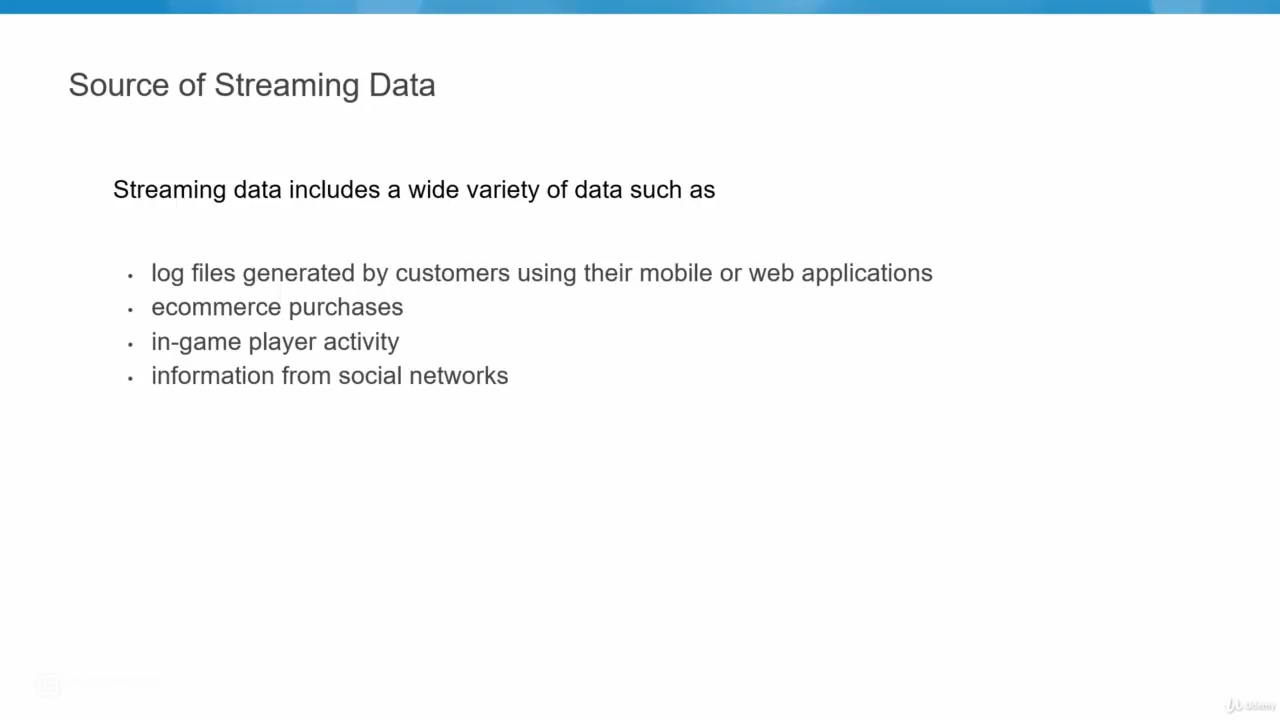 Source of Streaming Data
Streaming data includes a wide variety of data such as
• log files generated by customers using their mobile or web applications
• ecommerce purchases
• in-game player activity
• information from social networks
Udemy